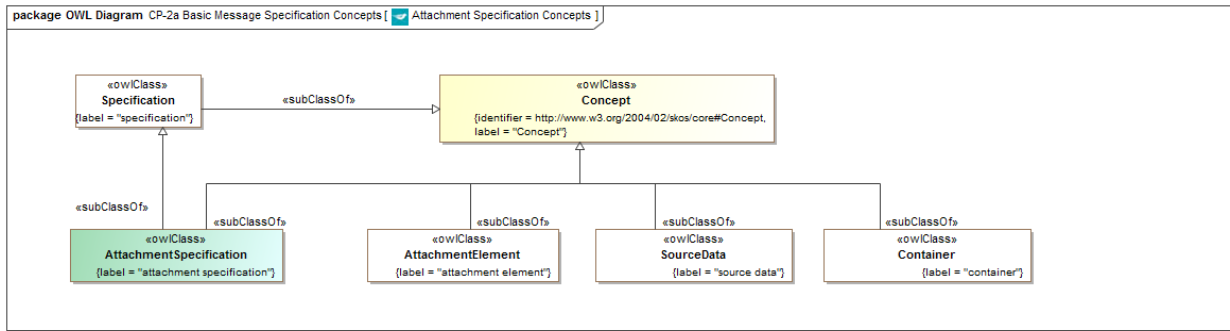 package OWL Diagram CP-2a Basic Message Specification Concepts [ Attachment Specification Concepts ]
«owlClass»
Specification
{label = "specification"}
«subClassOf»
«owlClass»
Concept
{identifier = http://www.w3.org/2004/02/skos/core#Concept,
label = "Concept"}
«subClassOf»
«subClassOf»
«subClassOf»
«subClassOf»
«subClassOf»
«owlClass»
AttachmentSpecification
{label = "attachment specification"}
«owlClass»
AttachmentElement
{label = "attachment element"}
«owlClass»
SourceData
{label = "source data"}
«owlClass»
Container
{label = "container"}